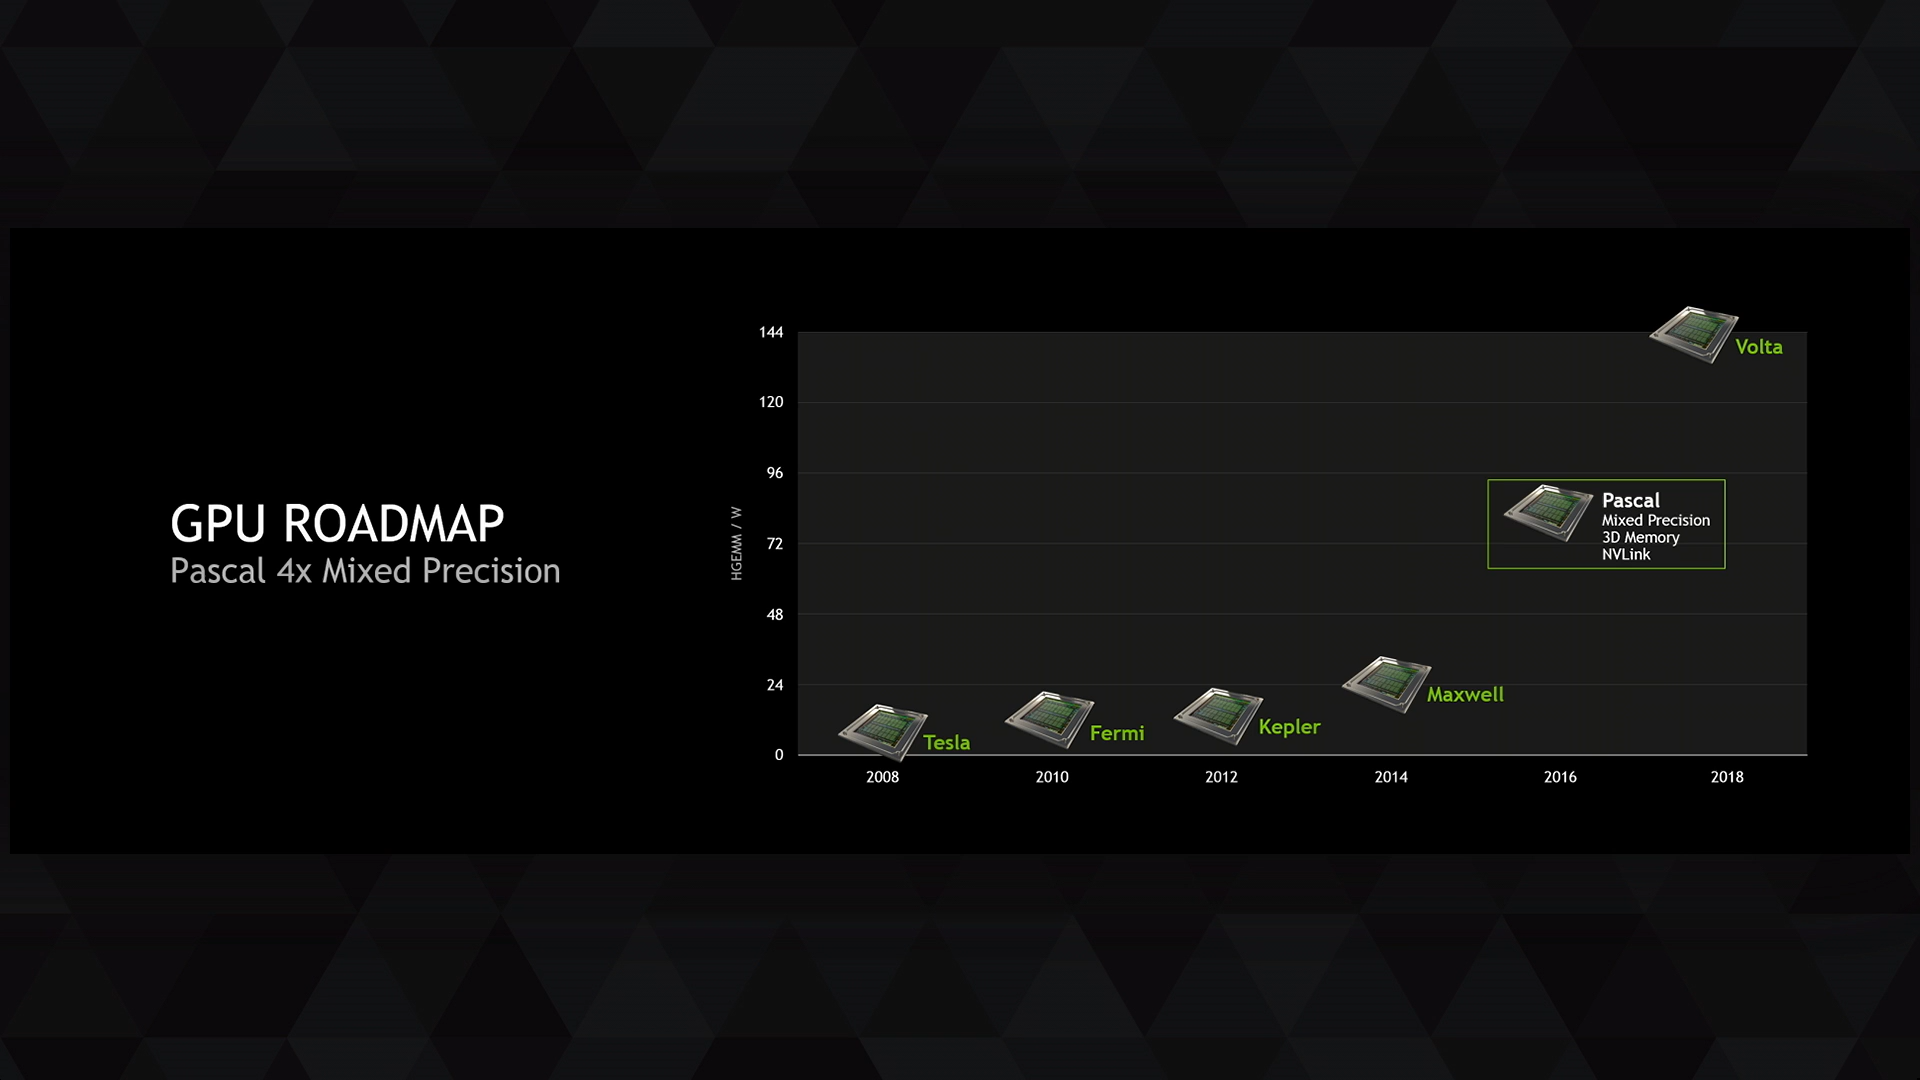 GPU ROADMAP
Pascal 4x Mixed Precision
HGEMM / W
144
120
96
72
48
24
0
Volta
Pascal
Mixed Precision
3D Memory
NVLink
Maxwell
Kepler
Fermi
Tesla
2008 2010 2012 2014 2016 2018